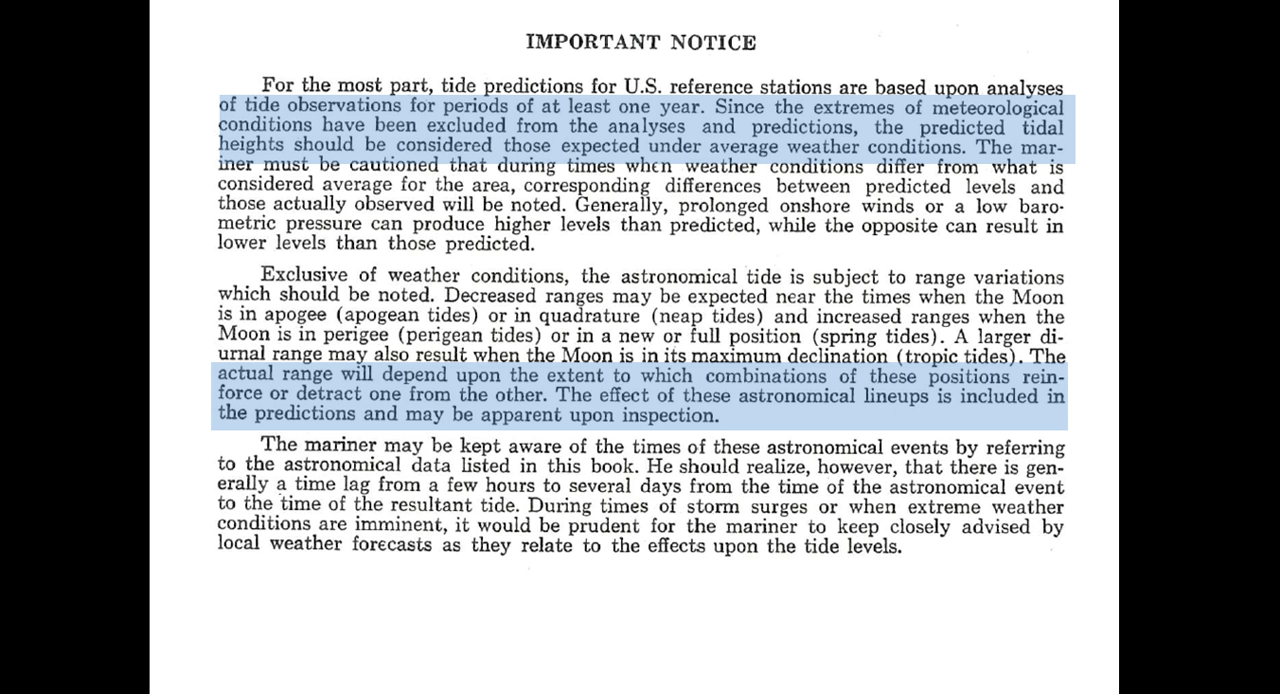 IMPORTANT NOTICE
For the most part, tide predictions for U.S. reference stations are based upon analyses
of tide observations for periods of at least one year. Since the extremes of meteorological
conditions have been excluded from the analyses and predictions, the predicted tidal
heights should be considered those expected under average weather conditions. The mar-
iner must be cautioned that during times when weather conditions differ from what is
considered average for the area, corresponding differences between predicted levels and
those actually observed will be noted. Generally, prolonged onshore winds or a low baro-
metric pressure can produce higher levels than predicted, while the opposite can result in
lower levels than those predicted.
Exclusive of weather conditions, the astronomical tide is subject to range variations
which should be noted. Decreased ranges may be expected near the times when the Moon
is in apogee (apogean tides) or in quadrature (neap tides) and increased ranges when the
Moon is in perigee (perigean tides) or in a new or full position (spring tides). A larger di-
urnal range may also result when the Moon is in its maximum declination (tropic tides). The
actual range will depend upon the extent to which combinations of these positions rein-
force or detract one from the other. The effect of these astronomical lineups is included in
the predictions and may be apparent upon inspection.
The mariner may be kept aware of the times of these astronomical events by referring
to the astronomical data listed in this book. He should realize, however, that there is gen-
erally a time lag from a few hours to several days from the time of the astronomical event
to the time of the resultant tide. During times of storm surges or when extreme weather
conditions are imminent, it would be prudent for the mariner to keep closely advised by
local weather forecasts as they relate to the effects upon the tide levels.